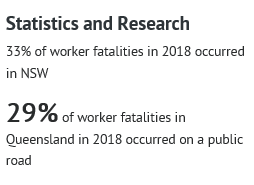 Statistics and Research
33% of worker fatalities in 2018 occurred
in NSW
29% of worker fatalities in
Queensland in 2018 occurred on a public
road